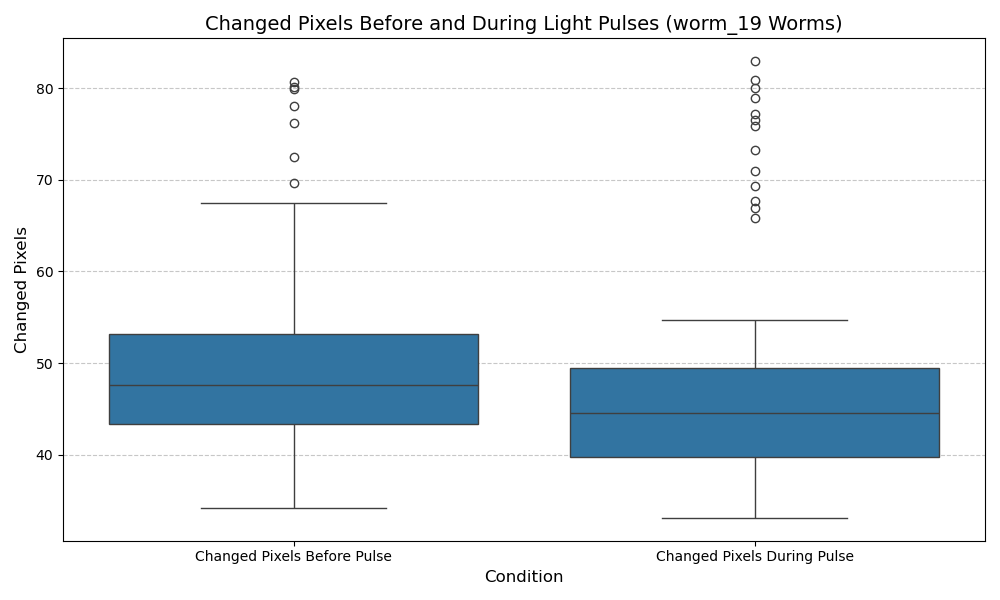 Changed Pixels Before and During Light Pulses (worm_19 Worms)
80
70
60
50
40
Changed Pixels
Changed Pixels Before Pulse
Changed Pixels During Pulse
Condition